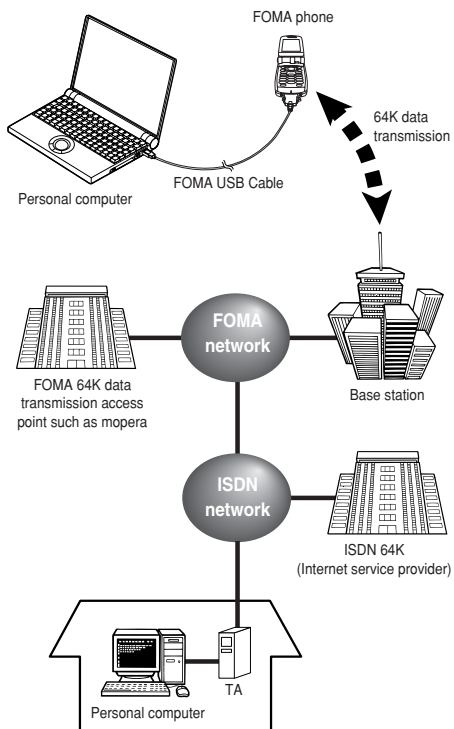 FOMA phone
64K data
transmission
FOMA USB Cable
Personal computer
FOMA
network
FOMA 64K data
transmission access
point such as mopera
Base station
ISDN
network
ISDN 64K
(Internet service provider)
TA
Personal computer